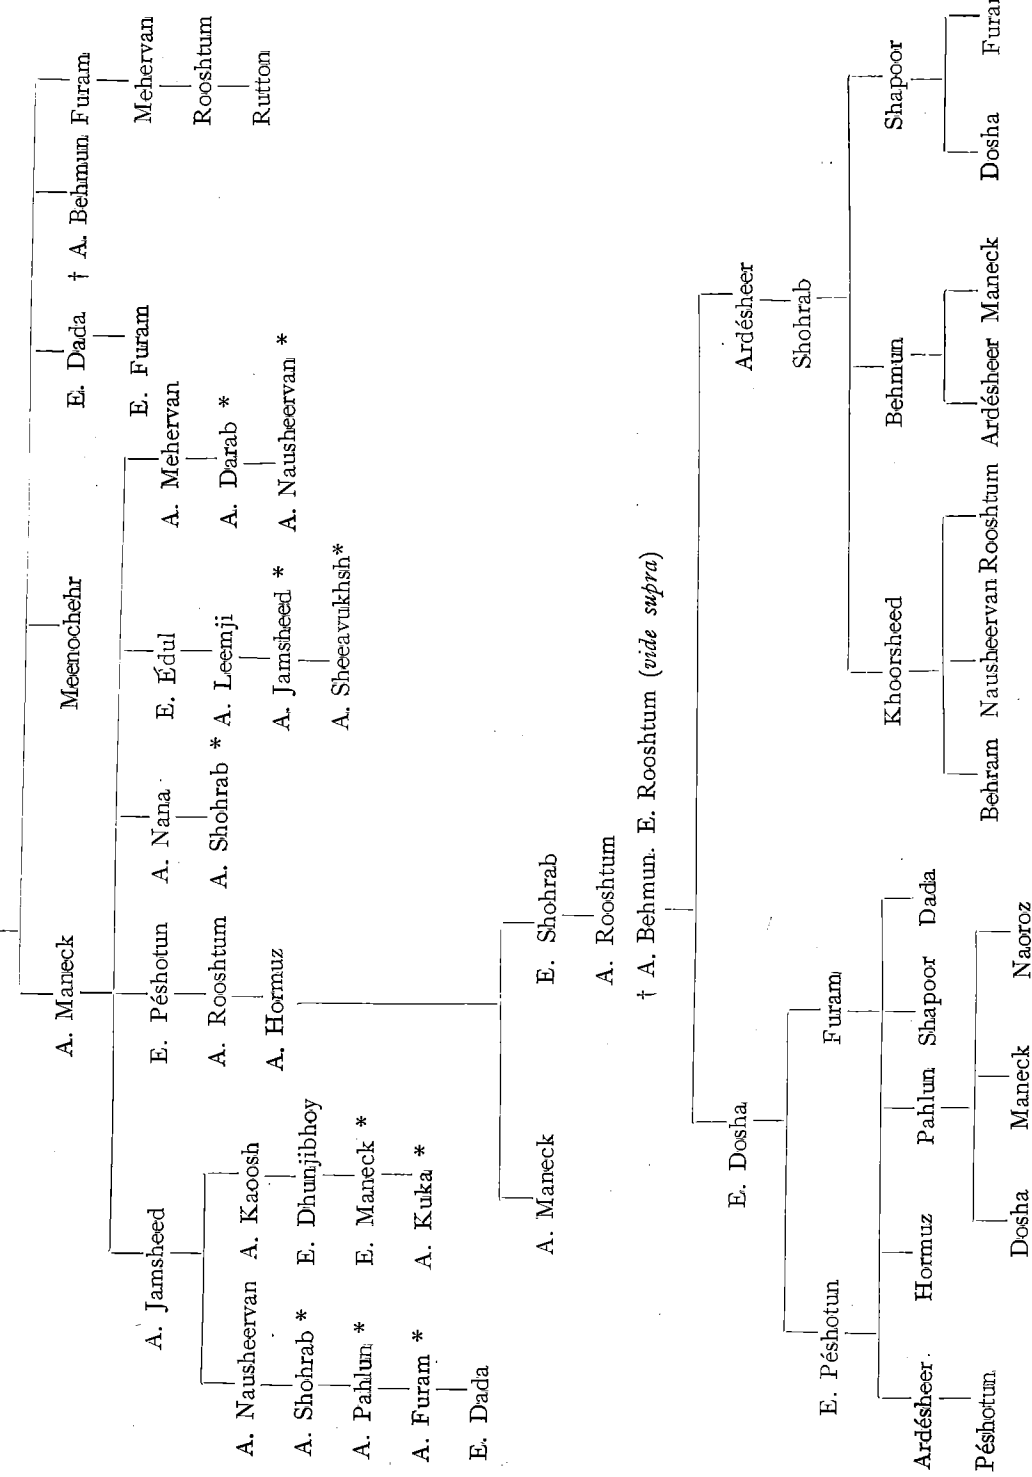 A. Maneck Meenochehr E. Dada † A. Behmun Furam
A. Jamsheed E. Péshotun A. Nana E. Edul A. Mehervan E. Furam Mehervan
A. Nausheervan A. Kaoosh A. Rooshtum A. Shohrab * A. Leemji A. Darab * Rooshtum
A. Shohrab * E. Dhunjibhoy A. Hormuz A. Jamsheed * A. Nausheervan * Rutton
A. Pahlun * E. Maneck * A. Sheeavukhsh*
A. Furam * A. Kuka *
E. Dada
A. Maneck E. Shohrab
A. Rooshtum
† A. Behmun. E. Rooshtum (vide supra)
E. Dosha Ardésheer
Shohrab
E. Péshotun Furam Khoorsheed Behmun Shapoor
Ardésheer. Hormuz Pahlun Shapoor Dada
Péshotun Behram Nausheervan Rooshtum Ardésheer Maneck Dosha
Dosha Maneck Naoroz